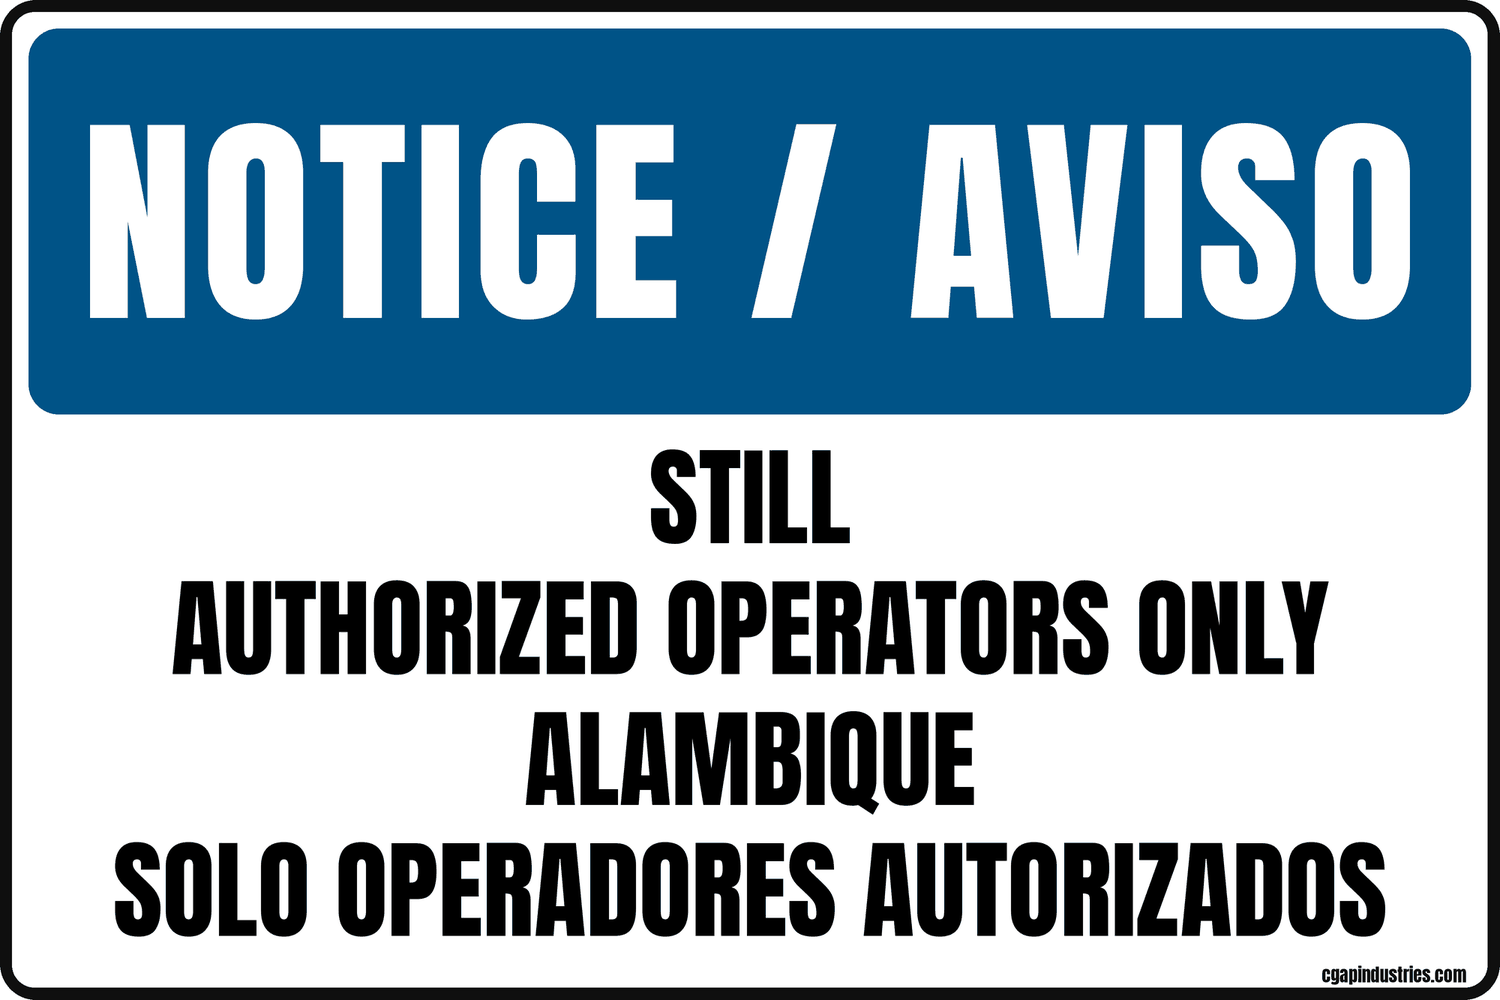 NOTICE / AVISO
STILL
AUTHORIZED OPERATORS ONLY
ALAMBIQUE
SOLO OPERADORES AUTORIZADOS
cgapindustries.com